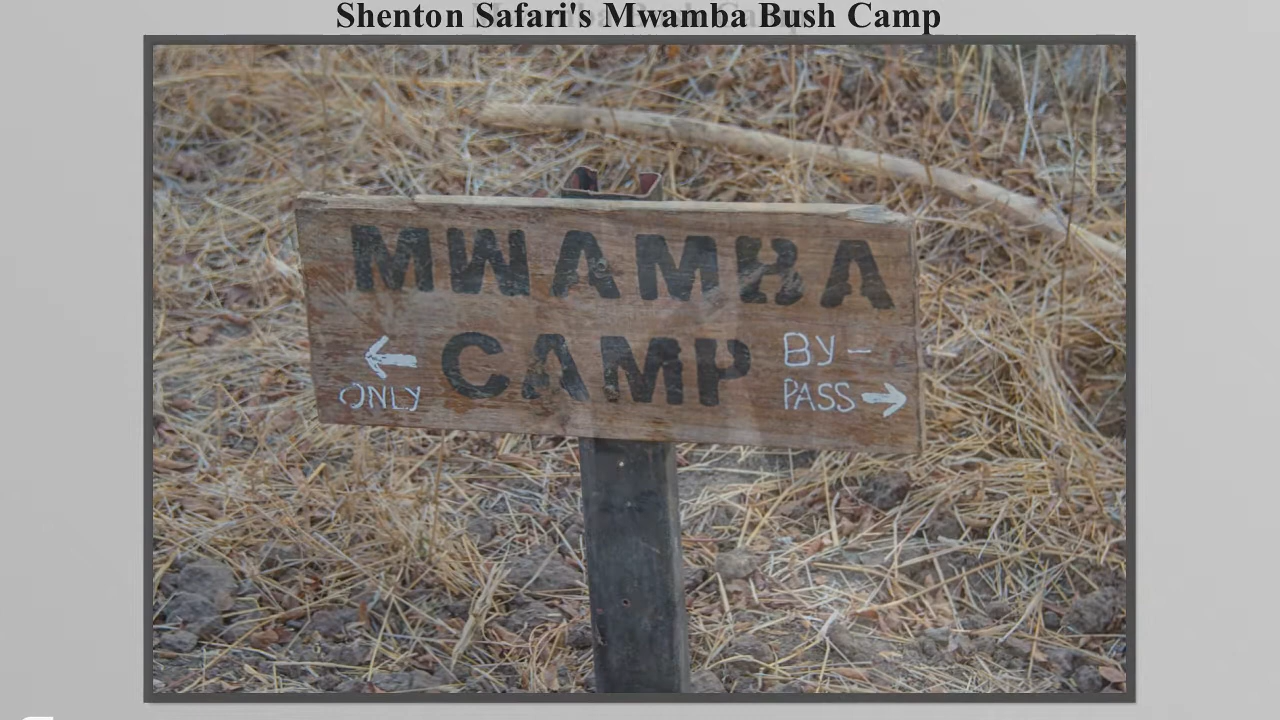 Shenton Safari's Mwamba Bush Camp
MWAMBA
CAMP
← ONLY
BY-
PASS →